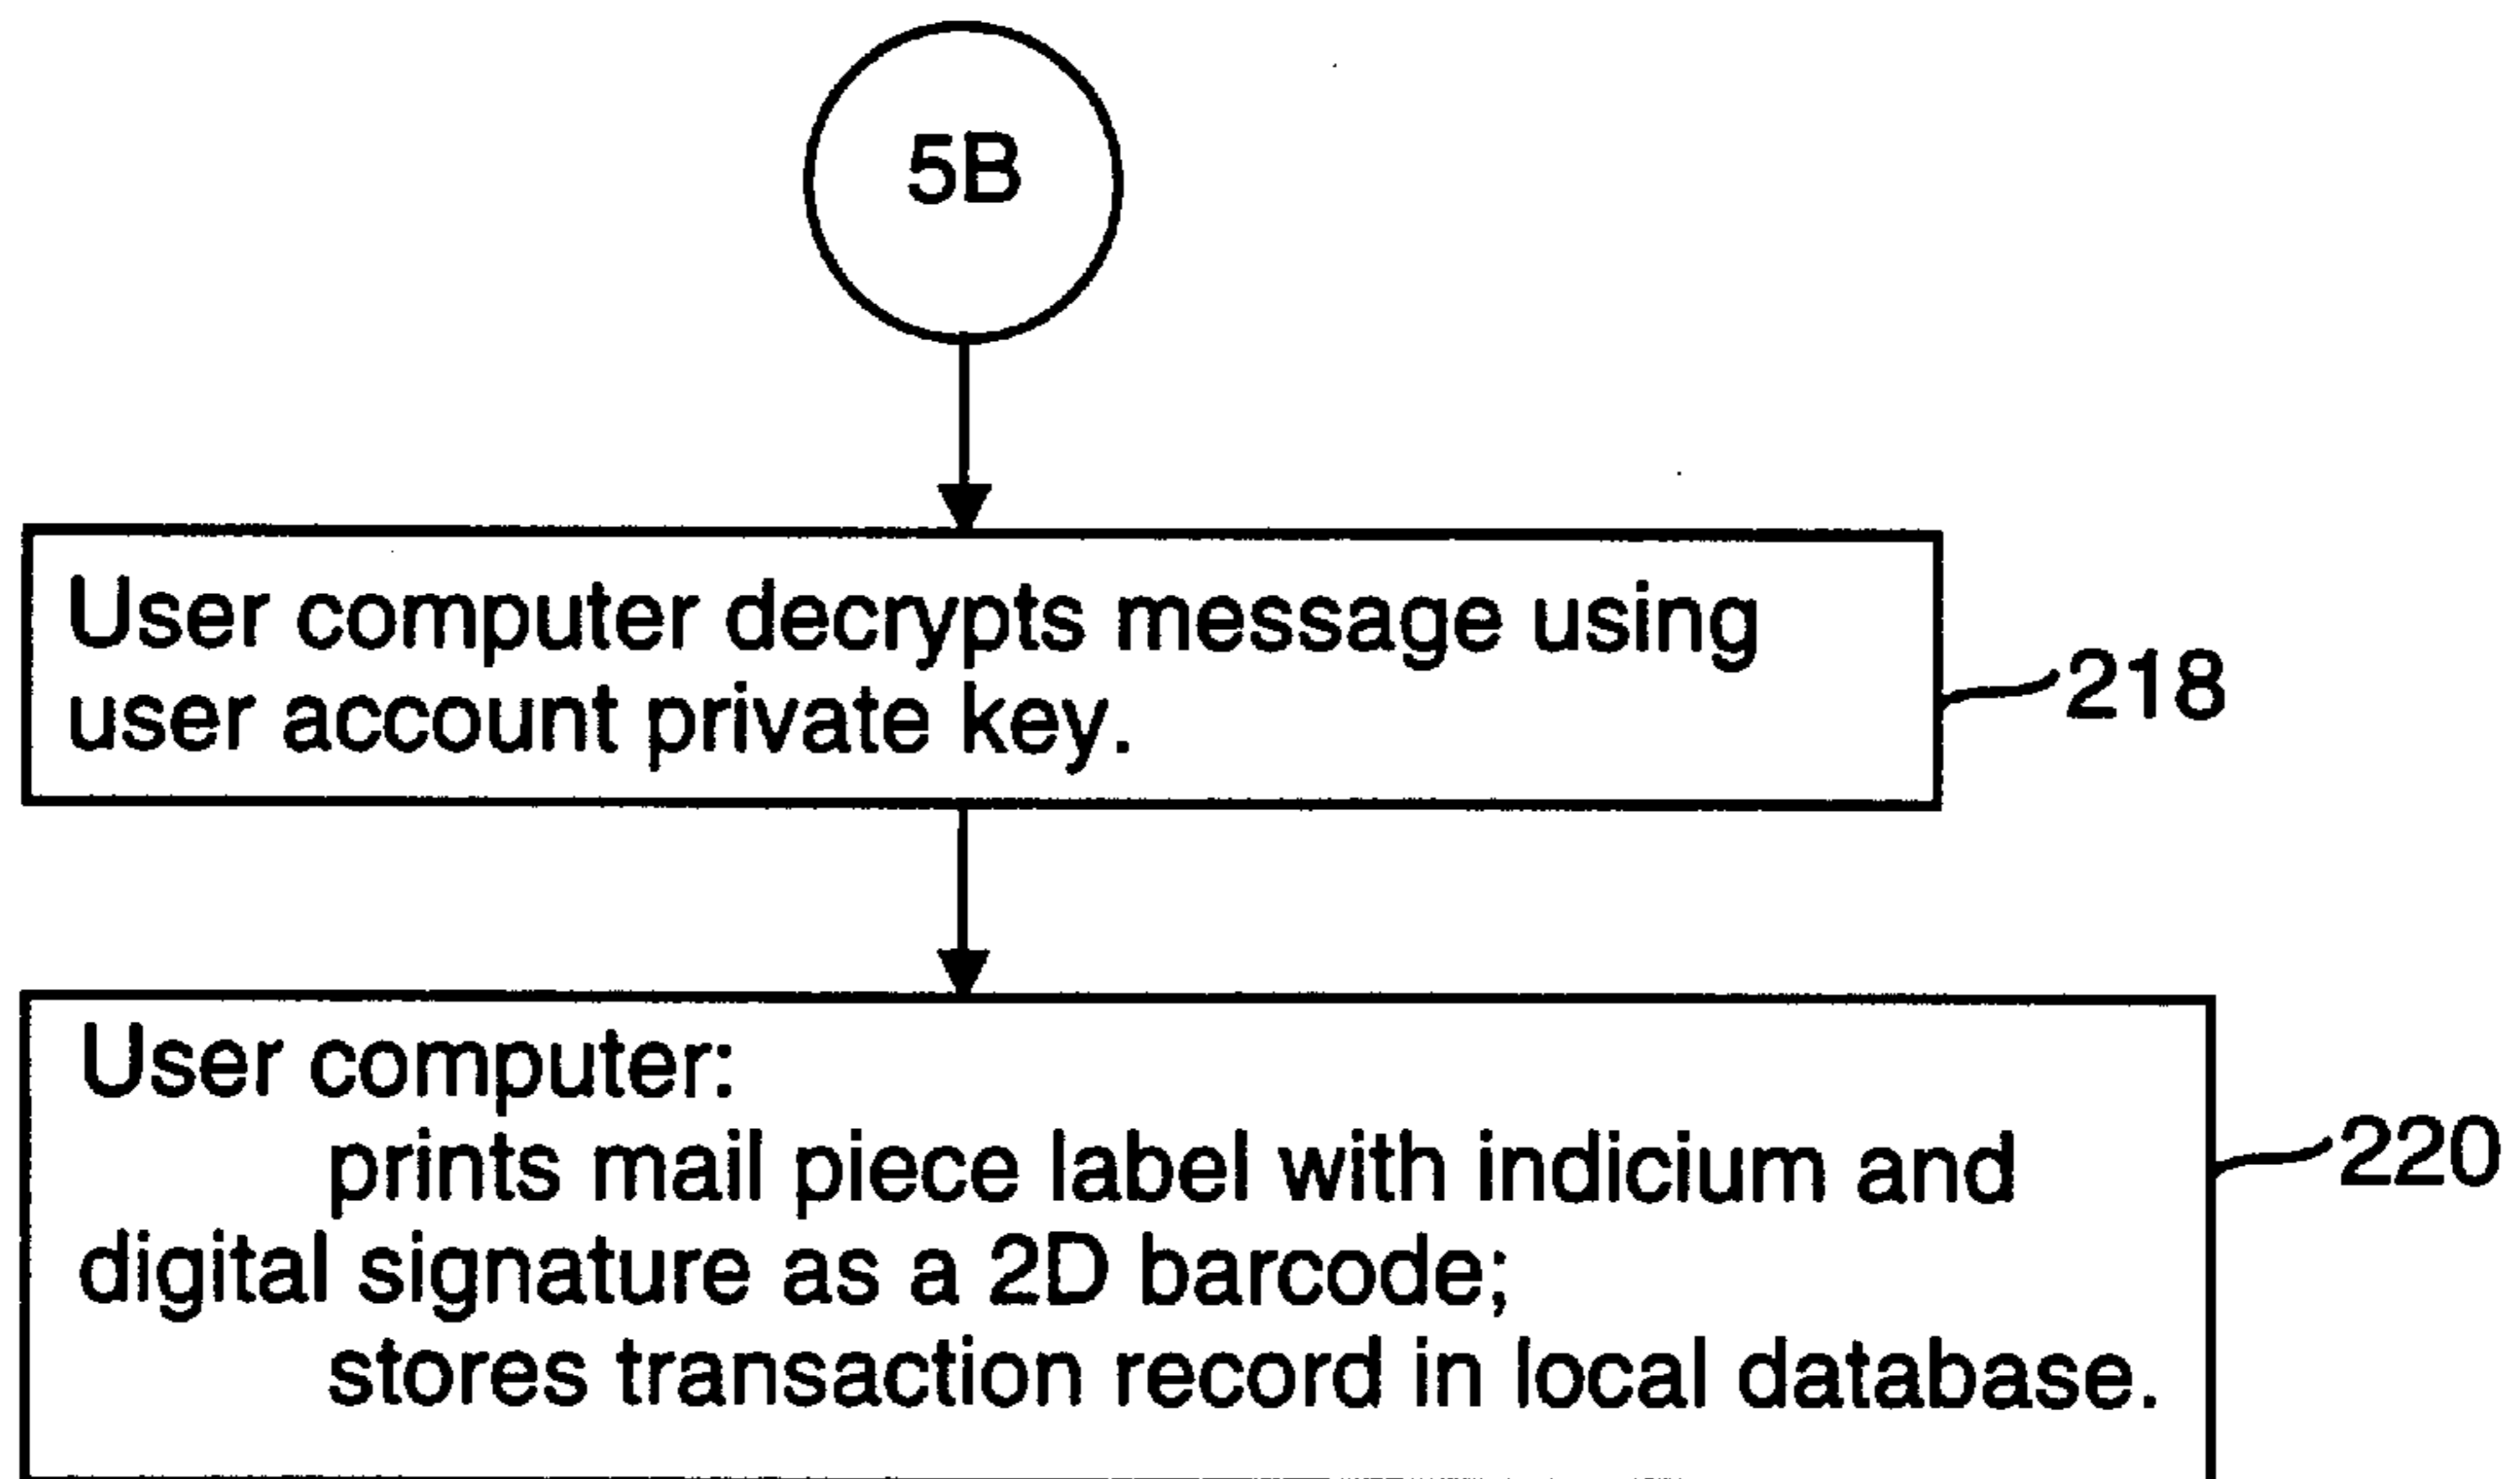 5B
User computer decrypts message using
user account private key.
218
User computer:
prints mail piece label with indicium and
digital signature as a 2D barcode;
stores transaction record in local database.
220